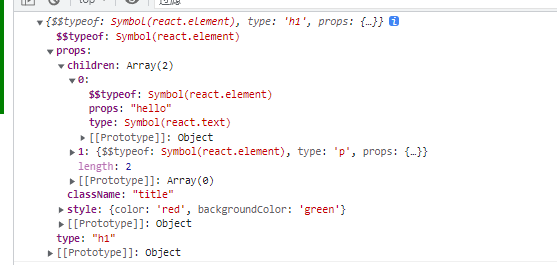 top
{$$typeof: Symbol(react.element), type: 'h1', props: {…}} i
$$typeof: Symbol(react.element)
props:
children: Array(2)
0:
$$typeof: Symbol(react.element)
props: "hello"
type: Symbol(react.text)
[[Prototype]]: Object
1: {$$typeof: Symbol(react.element), type: 'p', props: {…}}
length: 2
[[Prototype]]: Array(0)
className: "title"
style: {color: 'red', backgroundColor: 'green'}
[[Prototype]]: Object
type: "h1"
[[Prototype]]: Object